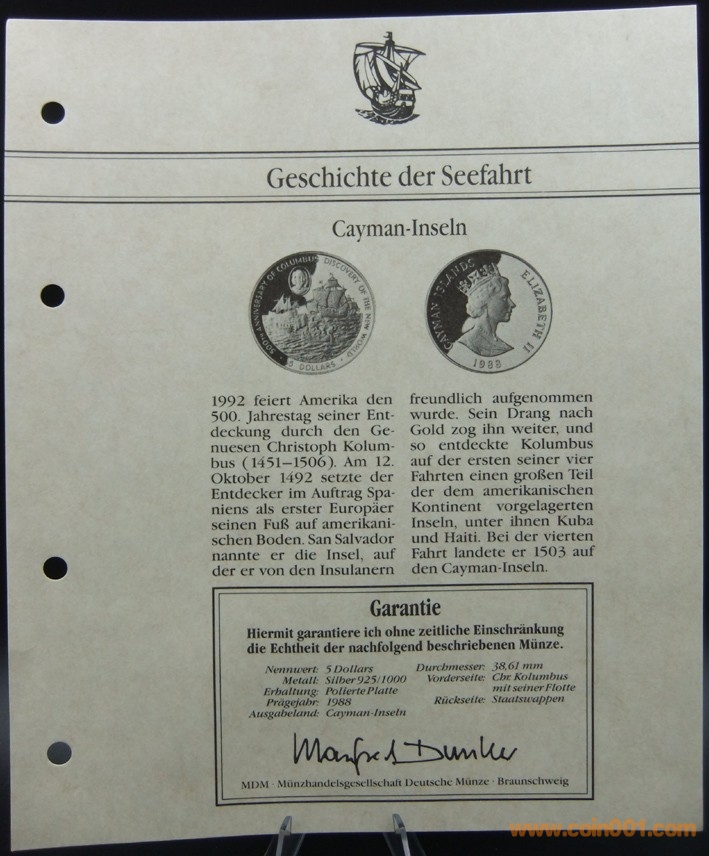 Geschichte der Seefahrt
Cayman-Inseln
500TH ANNIVERSARY OF COLUMBUS DISCOVERY OF THE NEW WORLD
5 DOLLARS
CAYMAN ISLANDS
ELIZABETH II
1988
1992 feiert Amerika den
500. Jahrestag seiner Ent-
deckung durch den Ge-
nuesen Christoph Kolum-
bus (1451–1506). Am 12.
Oktober 1492 setzte der
Entdecker im Auftrag Spa-
niens als erster Europäer
seinen Fuß auf amerikani-
schen Boden. San Salvador
nannte er die Insel, auf
der er von den Insulanern
freundlich aufgenommen
wurde. Sein Drang nach
Gold zog ihn weiter, und
so entdeckte Kolumbus
auf der ersten seiner vier
Fahrten einen großen Teil
der dem amerikanischen
Kontinent vorgelagerten
Inseln, unter ihnen Kuba
und Haiti. Bei der vierten
Fahrt landete er 1503 auf
den Cayman-Inseln.
Garantie
Hiermit garantiere ich ohne zeitliche Einschränkung
die Echtheit der nachfolgend beschriebenen Münze.
Nennwert: 5 Dollars
Metall: Silber 925/1000
Erhaltung: Polierte Platte
Prägejahr: 1988
Ausgabeland: Cayman-Inseln
Durchmesser: 38,61 mm
Vorderseite: Chr. Kolumbus
mit seiner Flotte
Rückseite: Staatswappen
Manfred Dunker
MDM · Münzhandelsgesellschaft Deutsche Münze · Braunschweig
www.coin001.com